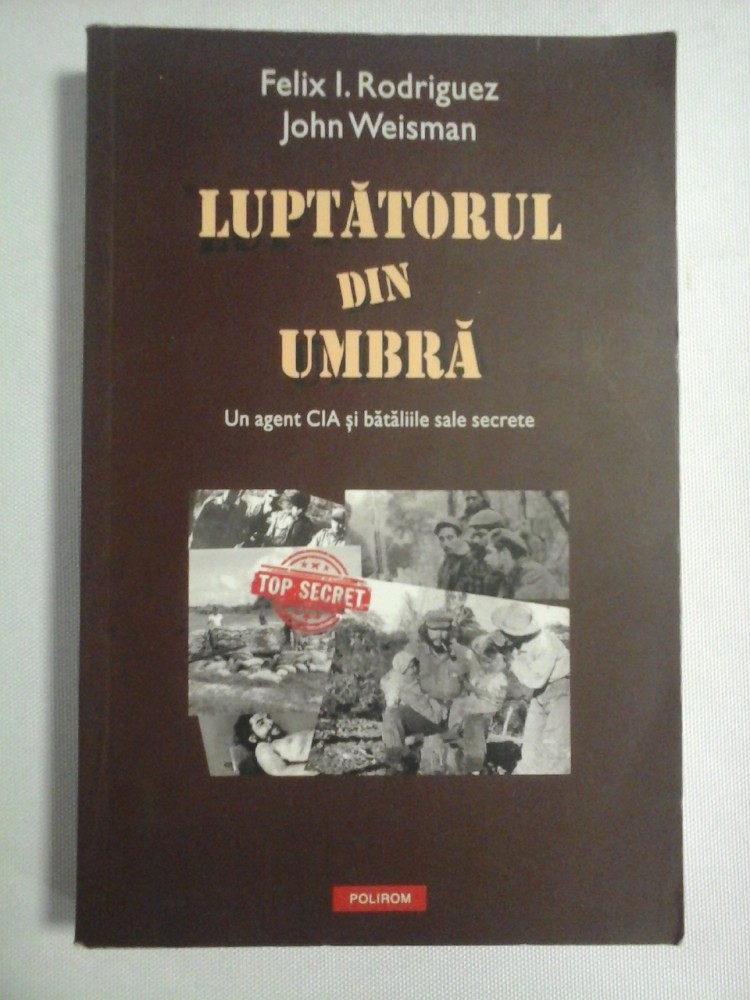 Felix I. Rodriguez
John Weisman
LUPTĂTORUL
DIN
UMBRĂ
Un agent CIA și bătăliile sale secrete
TOP SECRET
POLIROM